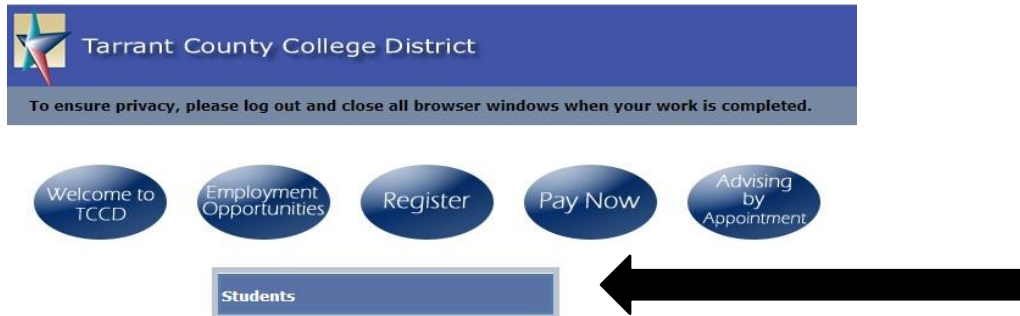 Tarrant County College District
To ensure privacy, please log out and close all browser windows when your work is completed.
Welcome to
TCCD
Employment
Opportunities
Register
Pay Now
Advising
by
Appointment
Students